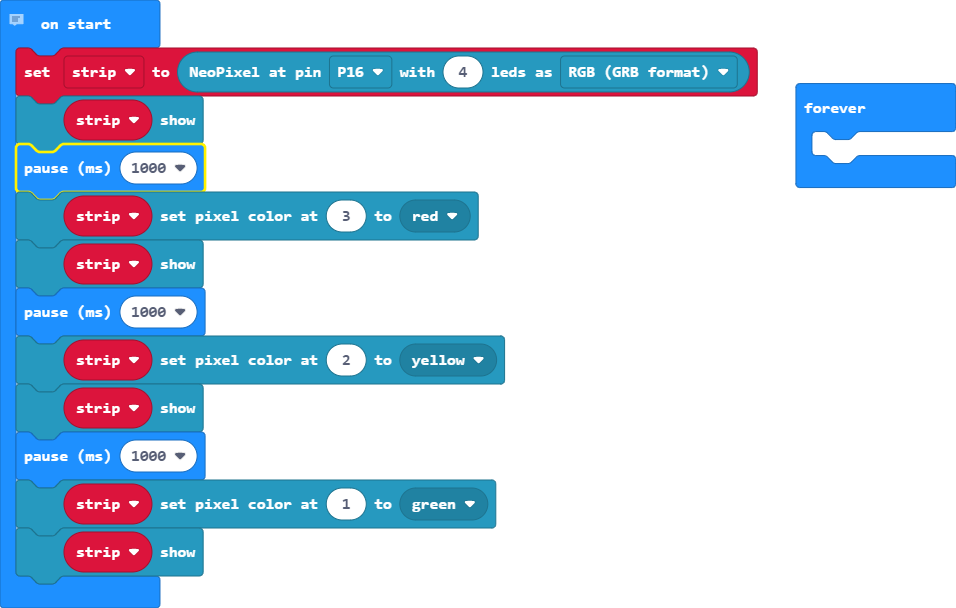 on start
set strip to NeoPixel at pin P16 with 4 leds as RGB (GRB format)
strip show
forever
pause (ms) 1000
strip set pixel color at 3 to red
strip show
pause (ms) 1000
strip set pixel color at 2 to yellow
strip show
pause (ms) 1000
strip set pixel color at 1 to green
strip show